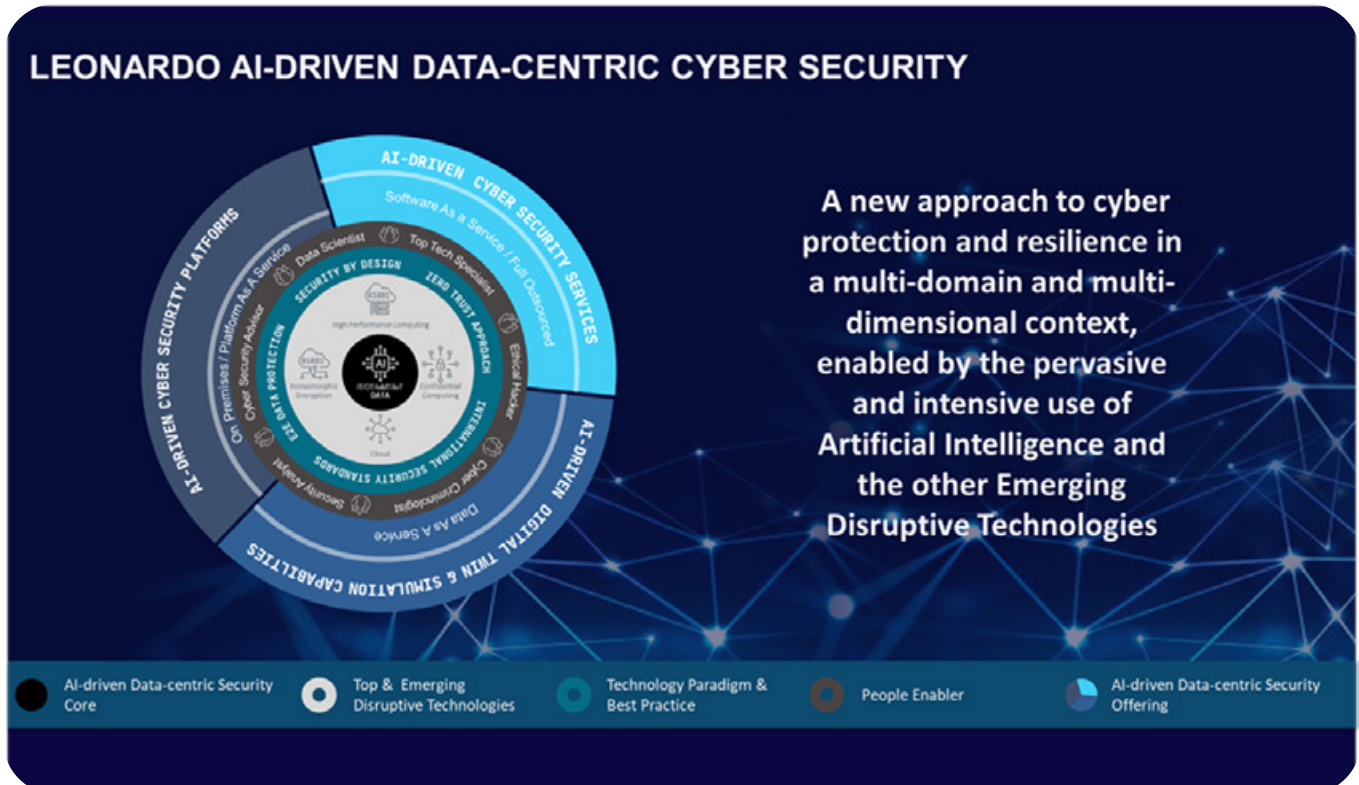 LEONARDO AI-DRIVEN DATA-CENTRIC CYBER SECURITY
AI-DRIVEN CYBER SECURITY PLATFORMS
On Premises / Platform As A Service
AI-DRIVEN CYBER SECURITY SERVICES
Software As a Service / Full Outsourced
AI-DRIVEN DIGITAL TWIN & SIMULATION CAPABILTIES
Data As A Service
Data Scientist
Top Tech Specialist
Ethical Hacker
Cyber Criminologist
Security Analyst
Cyber Security Advisor
SECURITY BY DESIGN
ZERO TRUST APPROACH
INTERNATIONAL SECURITY STANDARDS
E2E DATA PROTECTION
High Performance Computing
Homomorphic
Encryption
AI
DATA
Confidential
Computing
Cloud
A new approach to cyber
protection and resilience in
a multi-domain and multi-
dimensional context,
enabled by the pervasive
and intensive use of
Artificial Intelligence and
the other Emerging
Disruptive Technologies
AI-driven Data-centric Security
Core
Top & Emerging
Disruptive Technologies
Technology Paradigm &
Best Practice
People Enabler
AI-driven Data-centric Security
Offering